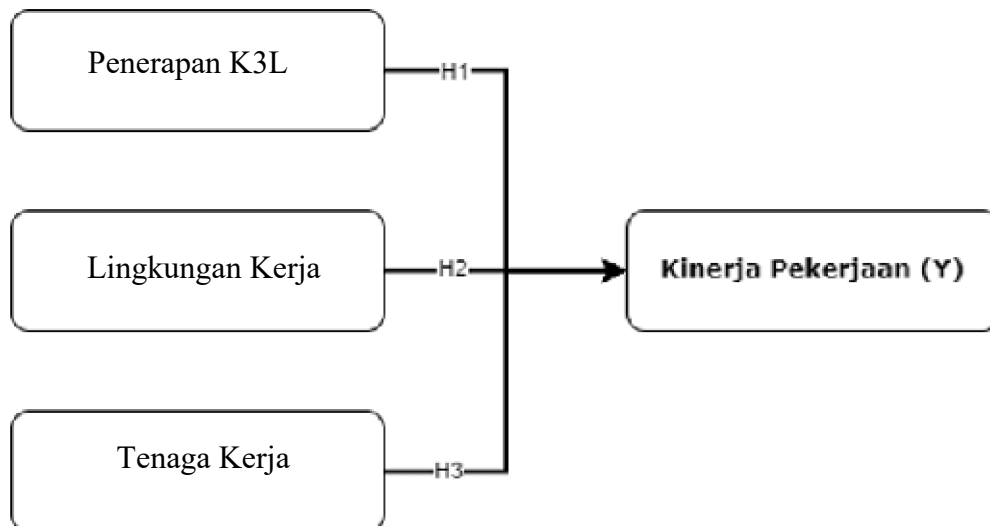 Penerapan K3L
H1
Lingkungan Kerja
H2
Kinerja Pekerjaan (Y)
Tenaga Kerja
H3